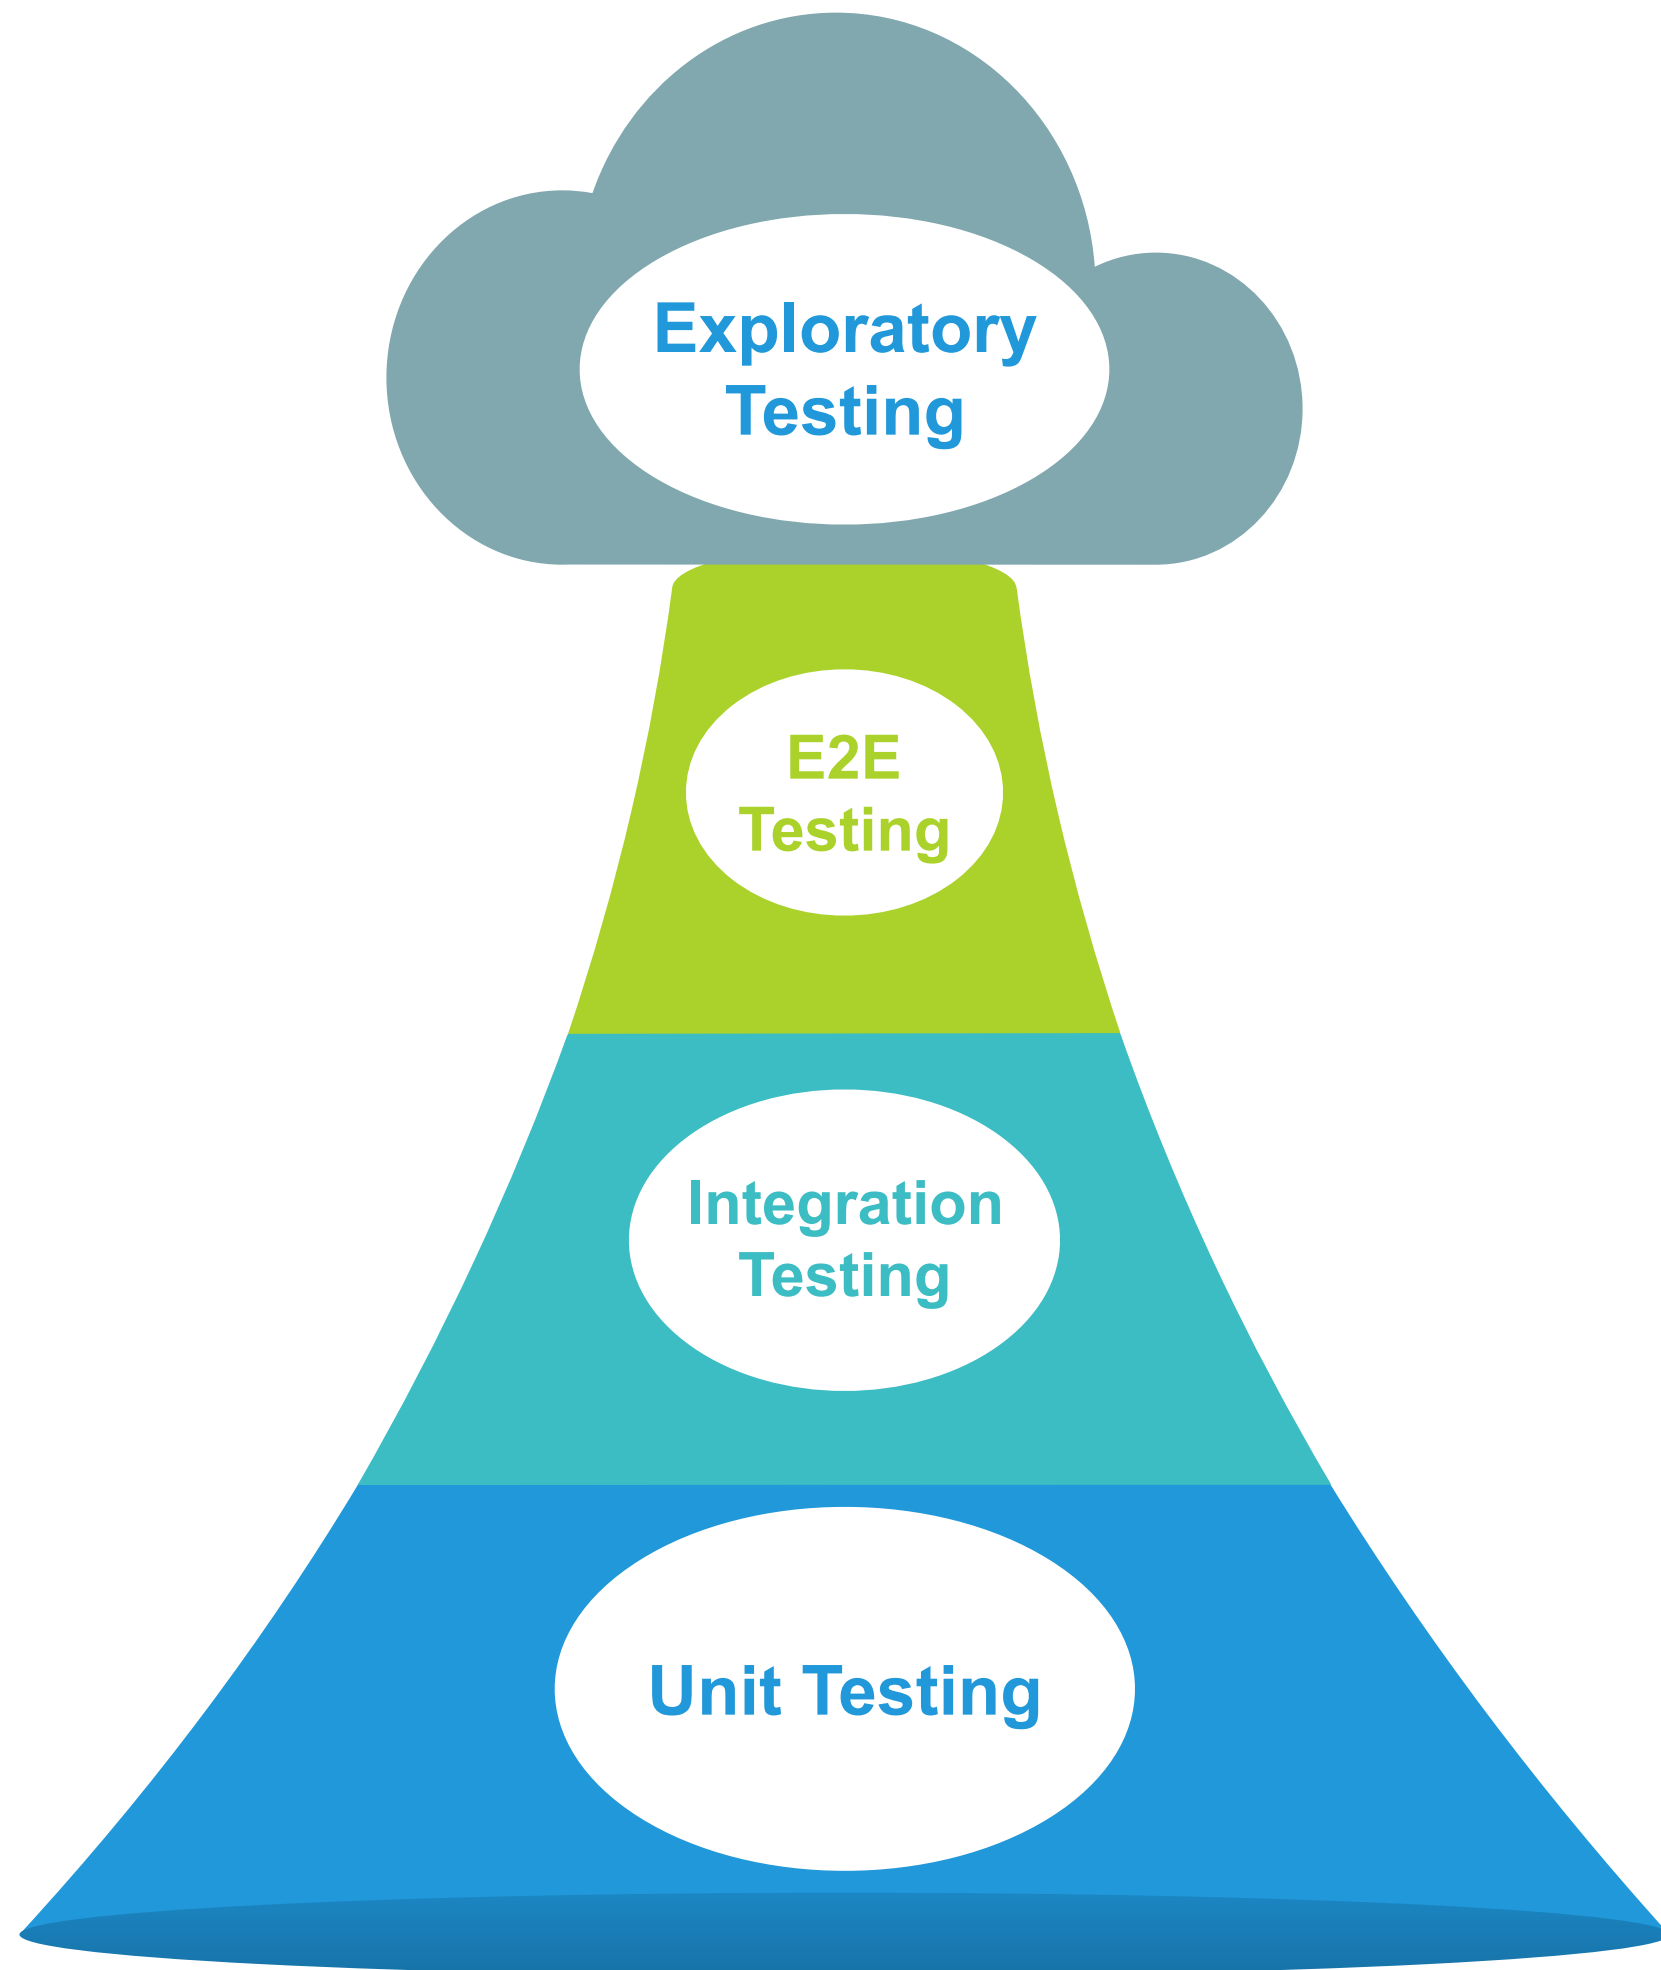 Exploratory
Testing
E2E
Testing
Integration
Testing
Unit Testing